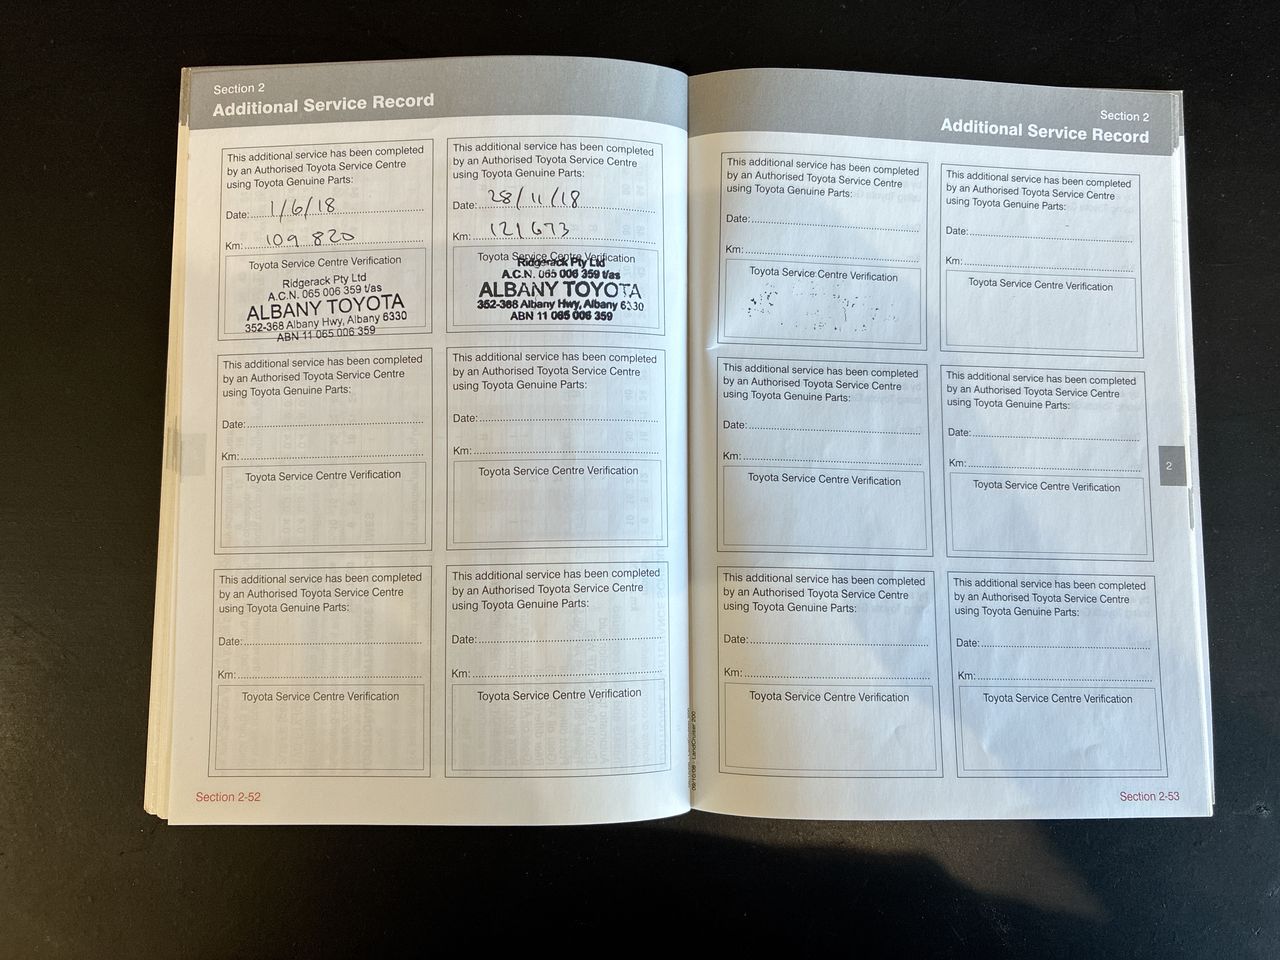 Section 2
Additional Service Record
This additional service has been completed
by an Authorised Toyota Service Centre
using Toyota Genuine Parts:
Date: 1/6/18
Km: 109 820
Toyota Service Centre Verification
Ridgerack Pty Ltd
A.C.N. 065 006 359 t/as
ALBANY TOYOTA
352-368 Albany Hwy, Albany 6330
ABN 11 065 006 359
This additional service has been completed
by an Authorised Toyota Service Centre
using Toyota Genuine Parts:
Date: 28/11/18
Km: 121673
Toyota Service Centre Verification
Ridgerack Pty Ltd
A.C.N. 065 006 359 t/as
ALBANY TOYOTA
352-368 Albany Hwy, Albany 6330
ABN 11 065 006 359
This additional service has been completed
by an Authorised Toyota Service Centre
using Toyota Genuine Parts:
Date:
Km:
Toyota Service Centre Verification
This additional service has been completed
by an Authorised Toyota Service Centre
using Toyota Genuine Parts:
Date:
Km:
Toyota Service Centre Verification
This additional service has been completed
by an Authorised Toyota Service Centre
using Toyota Genuine Parts:
Date:
Km:
Toyota Service Centre Verification
This additional service has been completed
by an Authorised Toyota Service Centre
using Toyota Genuine Parts:
Date:
Km:
Toyota Service Centre Verification
Section 2-52
Section 2
Additional Service Record
This additional service has been completed
by an Authorised Toyota Service Centre
using Toyota Genuine Parts:
Date:
Km:
Toyota Service Centre Verification
This additional service has been completed
by an Authorised Toyota Service Centre
using Toyota Genuine Parts:
Date:
Km:
Toyota Service Centre Verification
This additional service has been completed
by an Authorised Toyota Service Centre
using Toyota Genuine Parts:
Date:
Km:
Toyota Service Centre Verification
This additional service has been completed
by an Authorised Toyota Service Centre
using Toyota Genuine Parts:
Date:
Km:
Toyota Service Centre Verification
2
This additional service has been completed
by an Authorised Toyota Service Centre
using Toyota Genuine Parts:
Date:
Km:
Toyota Service Centre Verification
This additional service has been completed
by an Authorised Toyota Service Centre
using Toyota Genuine Parts:
Date:
Km:
Toyota Service Centre Verification
LandCruiser 200
Section 2-53